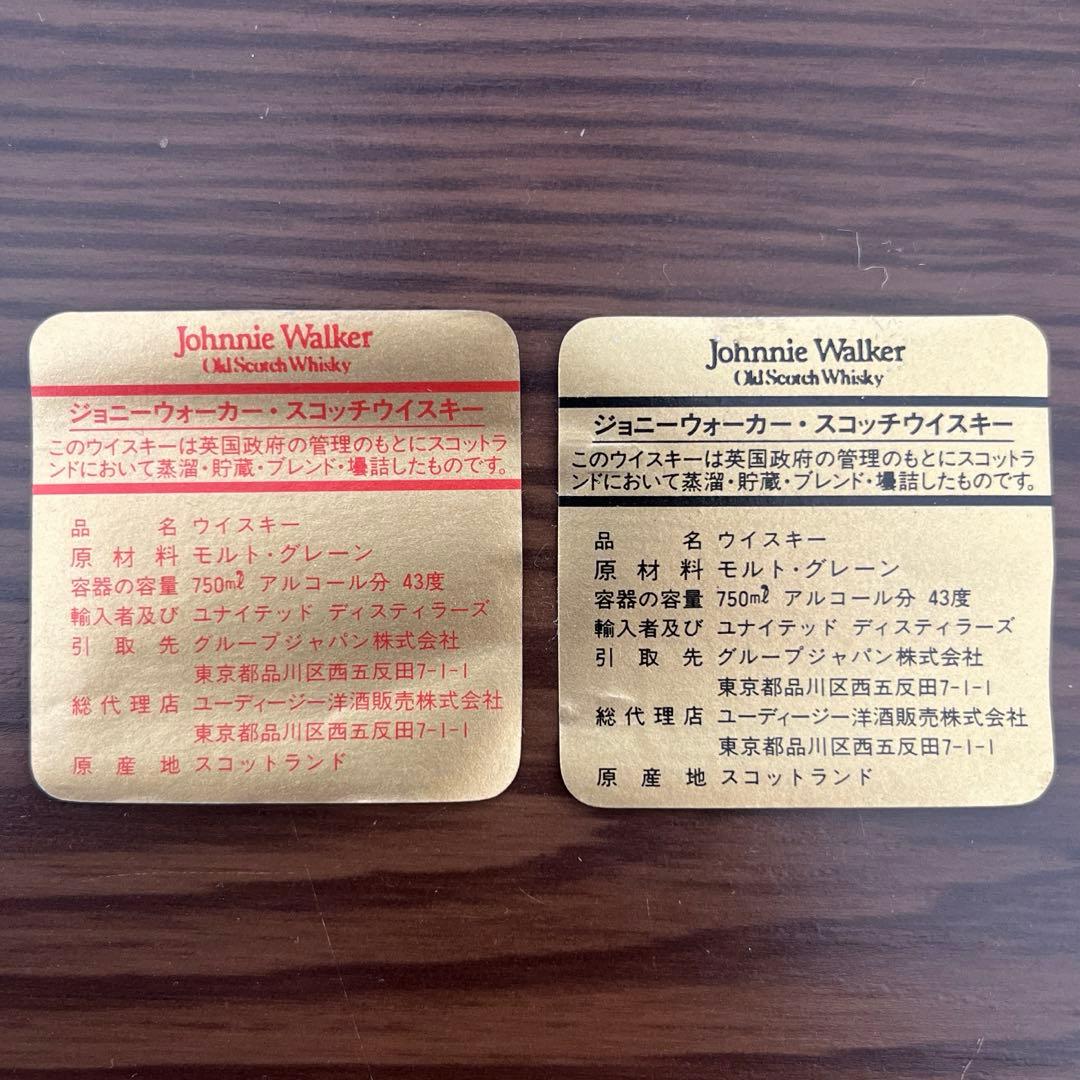 Johnnie Walker
Old Scotch Whisky
ジョニーウォーカー・スコッチウイスキー
このウイスキーは英国政府の管理のもとにスコットラ
ンドにおいて蒸溜・貯蔵・ブレンド・壜詰したものです。
品名 ウイスキー
原材料 モルト・グレーン
容器の容量 750mℓ アルコール分 43度
輸入者及び ユナイテッド ディスティラーズ
引取先 グループジャパン株式会社
東京都品川区西五反田7-1-1
総代理店 ユーディージー洋酒販売株式会社
東京都品川区西五反田7-1-1
原産地 スコットランド
Johnnie Walker
Old Scotch Whisky
ジョニーウォーカー・スコッチウイスキー
このウイスキーは英国政府の管理のもとにスコットラ
ンドにおいて蒸溜・貯蔵・ブレンド・壜詰したものです。
品名 ウイスキー
原材料 モルト・グレーン
容器の容量 750mℓ アルコール分 43度
輸入者及び ユナイテッド ディスティラーズ
引取先 グループジャパン株式会社
東京都品川区西五反田7-1-1
総代理店 ユーディージー洋酒販売株式会社
東京都品川区西五反田7-1-1
原産地 スコットランド